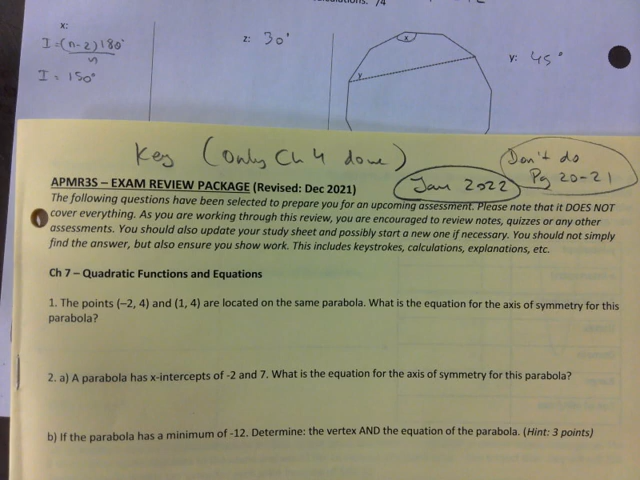 calculations. /4
x:
I = (n-2)180°
n
I = 150°
z: 30°
x
y
y: 45°
Key (Only Ch 4 done)
Don't do
Pg 20-21
Jan 2022
APMR3S – EXAM REVIEW PACKAGE (Revised: Dec 2021)
The following questions have been selected to prepare you for an upcoming assessment. Please note that it DOES NOT
cover everything. As you are working through this review, you are encouraged to review notes, quizzes or any other
assessments. You should also update your study sheet and possibly start a new one if necessary. You should not simply
find the answer, but also ensure you show work. This includes keystrokes, calculations, explanations, etc.
Ch 7 – Quadratic Functions and Equations
1. The points (−2, 4) and (1, 4) are located on the same parabola. What is the equation for the axis of symmetry for this
parabola?
2. a) A parabola has x-intercepts of -2 and 7. What is the equation for the axis of symmetry for this parabola?
b) If the parabola has a minimum of -12. Determine: the vertex AND the equation of the parabola. (Hint: 3 points)